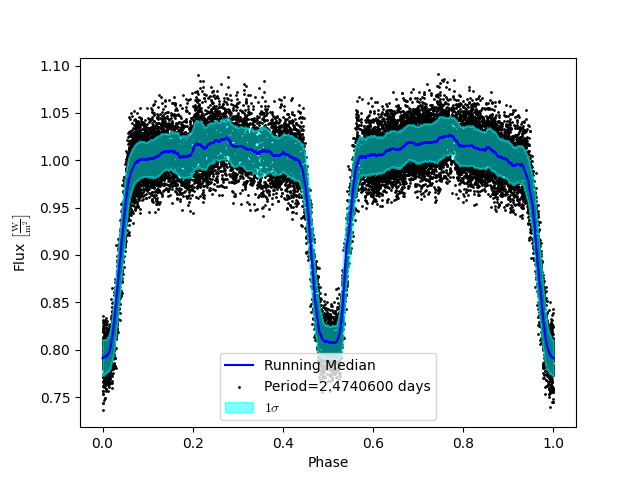 1.10
1.05
1.00
0.95
0.90
0.85
0.80
0.75
Flux [W/m²]
Running Median
Period=2.4740600 days
1σ
0.0 0.2 0.4 0.6 0.8 1.0
Phase